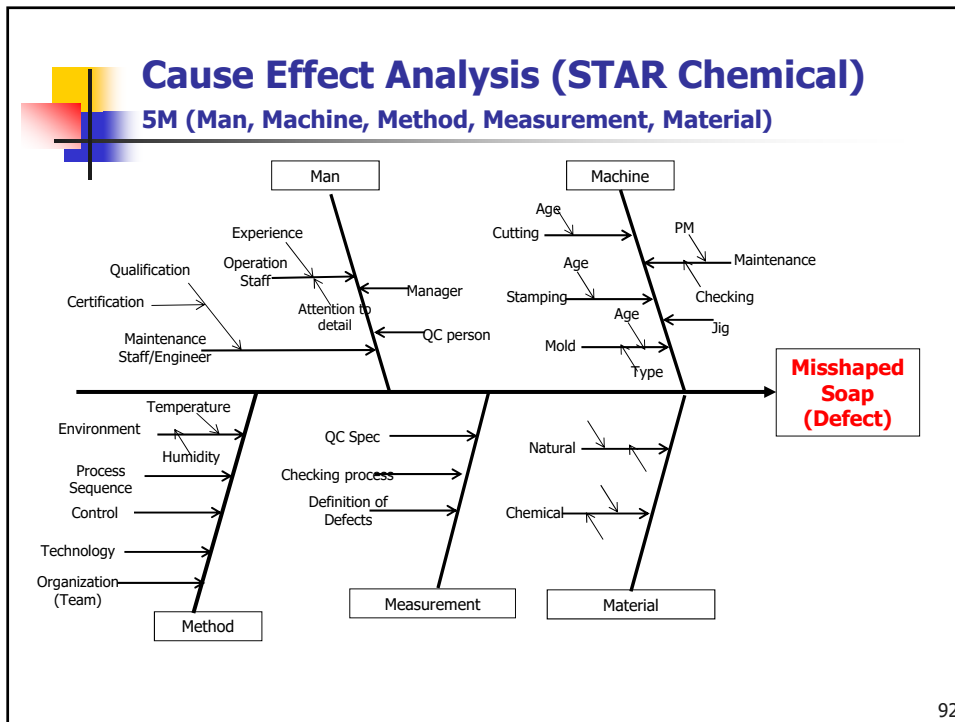 Cause Effect Analysis (STAR Chemical)
5M (Man, Machine, Method, Measurement, Material)
Man
Machine
Age
Experience
Cutting
PM
Qualification
Operation
Staff
Age
Maintenance
Certification
Manager
Stamping
Checking
Attention to
detail
Age
Jig
Maintenance
Staff/Engineer
QC person
Mold
Type
Misshaped
Soap
(Defect)
Temperature
Environment
QC Spec
Natural
Humidity
Process
Sequence
Checking process
Control
Definition of
Defects
Chemical
Technology
Organization
(Team)
Measurement
Material
Method
92